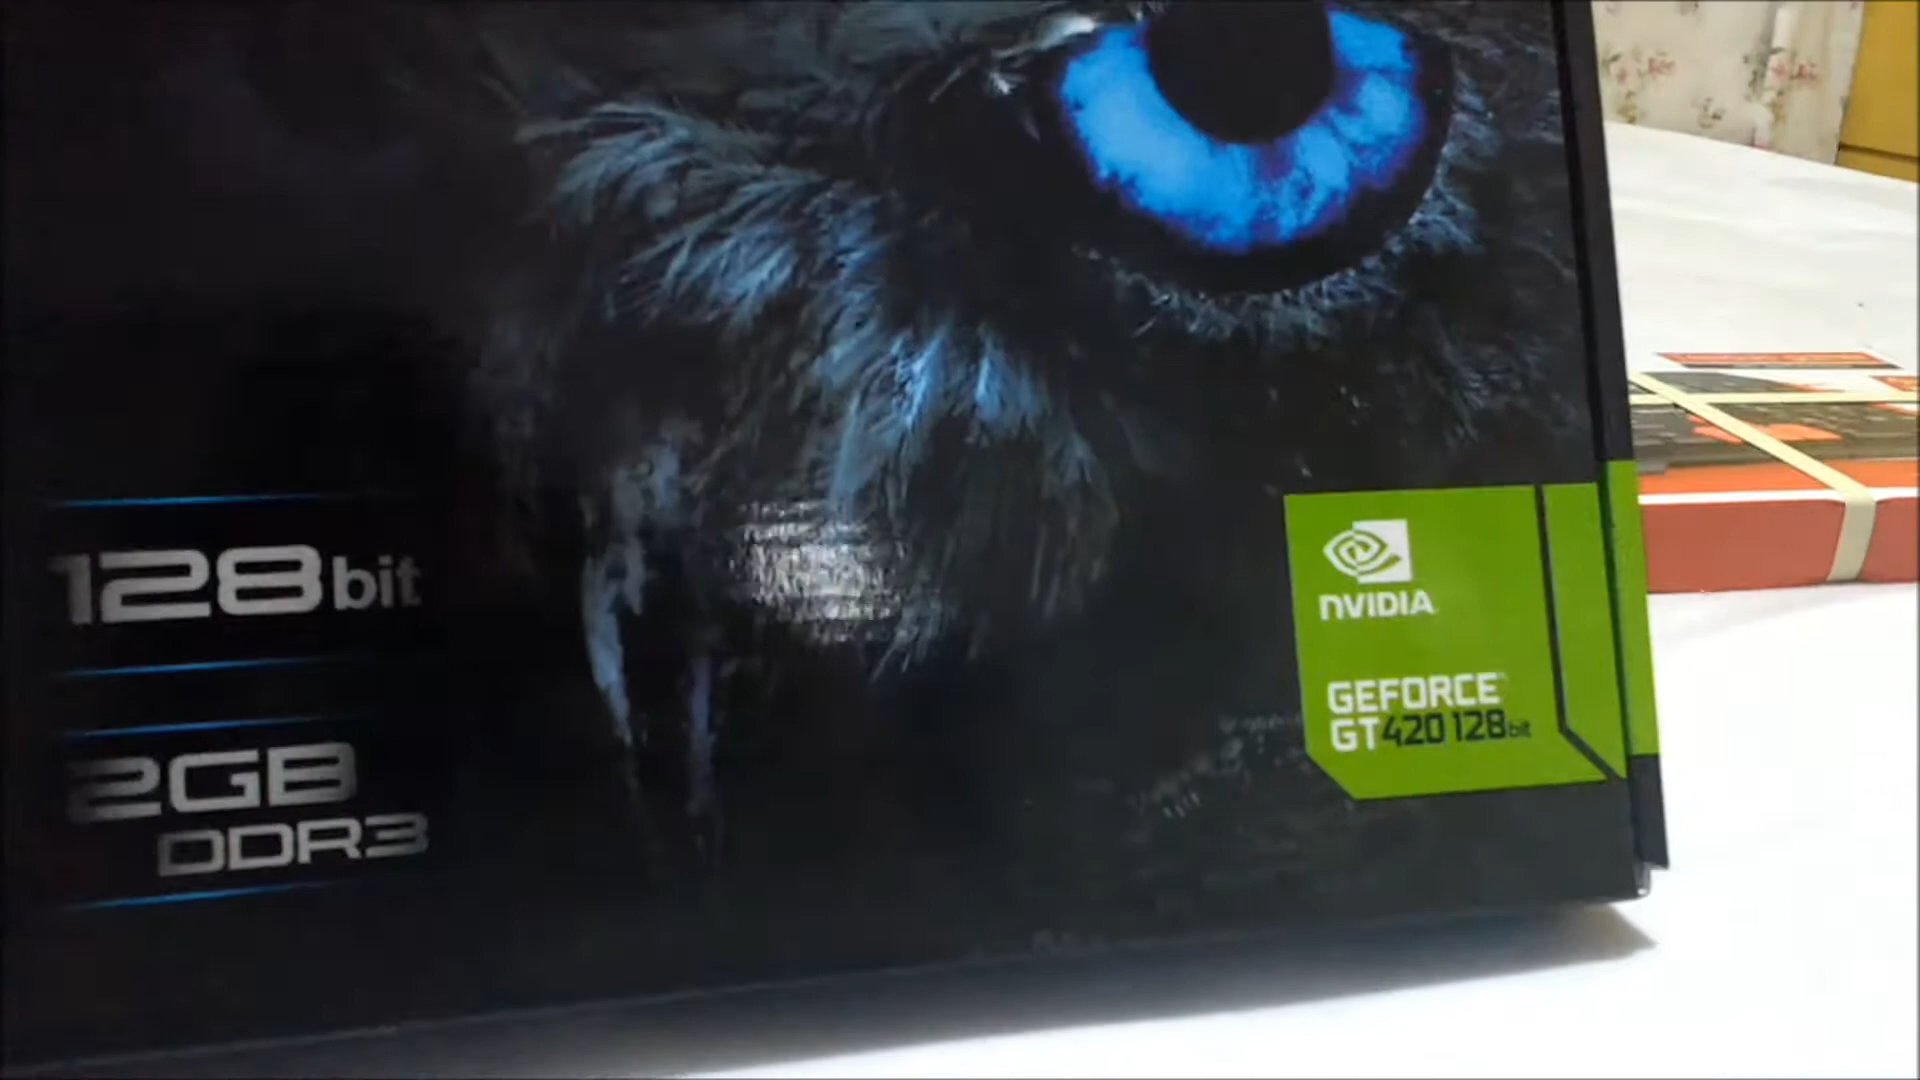 128bit
2GB
DDR3
NVIDIA
GEFORCE
GT420 128bit